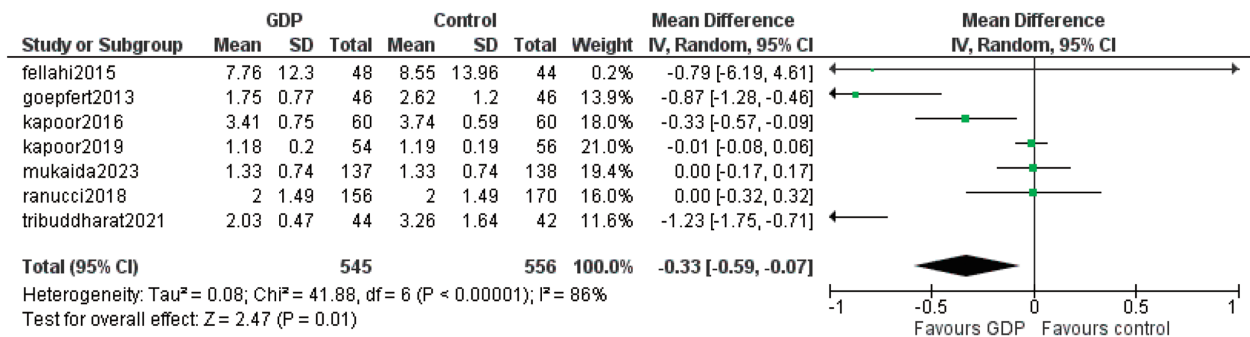 GDP Control Mean Difference Mean Difference
Study or Subgroup Mean SD Total Mean SD Total Weight IV, Random, 95% CI IV, Random, 95% CI
fellahi2015 7.76 12.3 48 8.55 13.96 44 0.2% -0.79 [-6.19, 4.61]
goepfert2013 1.75 0.77 46 2.62 1.2 46 13.9% -0.87 [-1.28, -0.46]
kapoor2016 3.41 0.75 60 3.74 0.59 60 18.0% -0.33 [-0.57, -0.09]
kapoor2019 1.18 0.2 54 1.19 0.19 56 21.0% -0.01 [-0.08, 0.06]
mukaida2023 1.33 0.74 137 1.33 0.74 138 19.4% 0.00 [-0.17, 0.17]
ranucci2018 2 1.49 156 2 1.49 170 16.0% 0.00 [-0.32, 0.32]
tribuddharat2021 2.03 0.47 44 3.26 1.64 42 11.6% -1.23 [-1.75, -0.71]
Total (95% CI) 545 556 100.0% -0.33 [-0.59, -0.07]
Heterogeneity: Tau² = 0.08; Chi² = 41.88, df = 6 (P < 0.00001); I² = 86%
Test for overall effect: Z = 2.47 (P = 0.01)
-1 -0.5 0 0.5 1
Favours GDP Favours control